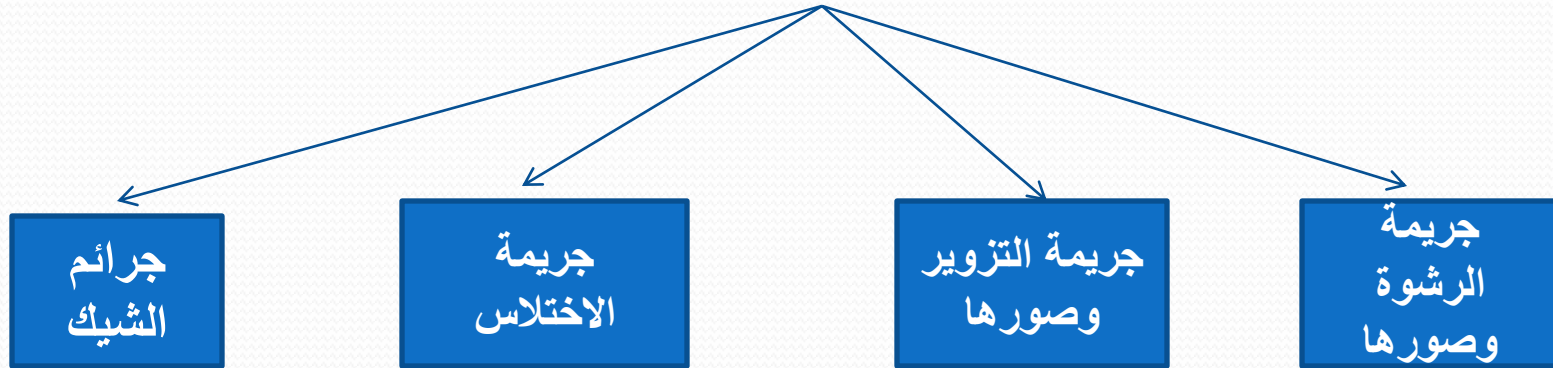 جريمة
الرشوة
وصورها
جريمة التزوير
وصورها
جريمة
الاختلاس
جرائم
الشيك